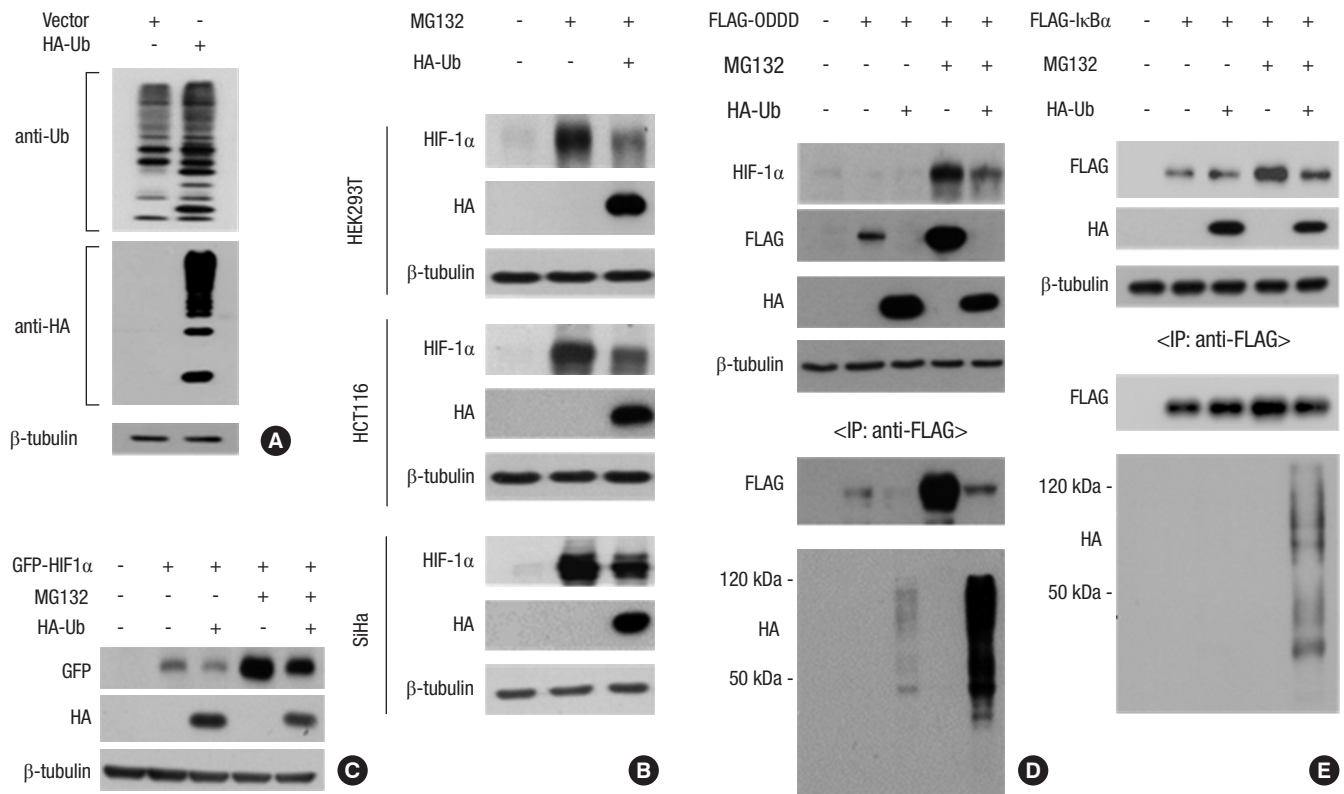 Vector + -
HA-Ub - +
anti-Ub
anti-HA
β-tubulin
A
MG132 - + +
HA-Ub - - +
HEK293T
HIF-1α
HA
β-tubulin
HCT116
HIF-1α
HA
β-tubulin
SiHa
HIF-1α
HA
β-tubulin
B
GFP-HIF1α - + + + +
MG132 - - - + +
HA-Ub - - + - +
GFP
HA
β-tubulin
C
FLAG-ODDD - + + + +
MG132 - - - + +
HA-Ub - - + - +
HIF-1α
FLAG
HA
β-tubulin
<IP: anti-FLAG>
FLAG
120 kDa -
HA
50 kDa -
D
FLAG-IκBα - + + + +
MG132 - - - + +
HA-Ub - - + - +
FLAG
HA
β-tubulin
<IP: anti-FLAG>
FLAG
120 kDa -
HA
50 kDa -
E